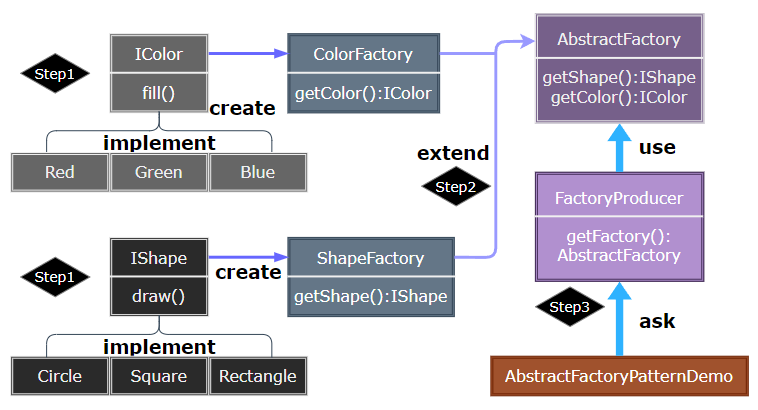 Step1
IColor
fill()
create
ColorFactory
getColor():IColor
AbstractFactory
getShape():IShape
getColor():IColor
implement
Red
Green
Blue
extend
Step2
use
FactoryProducer
getFactory():
AbstractFactory
Step1
IShape
draw()
create
ShapeFactory
getShape():IShape
Step3
ask
implement
Circle
Square
Rectangle
AbstractFactoryPatternDemo